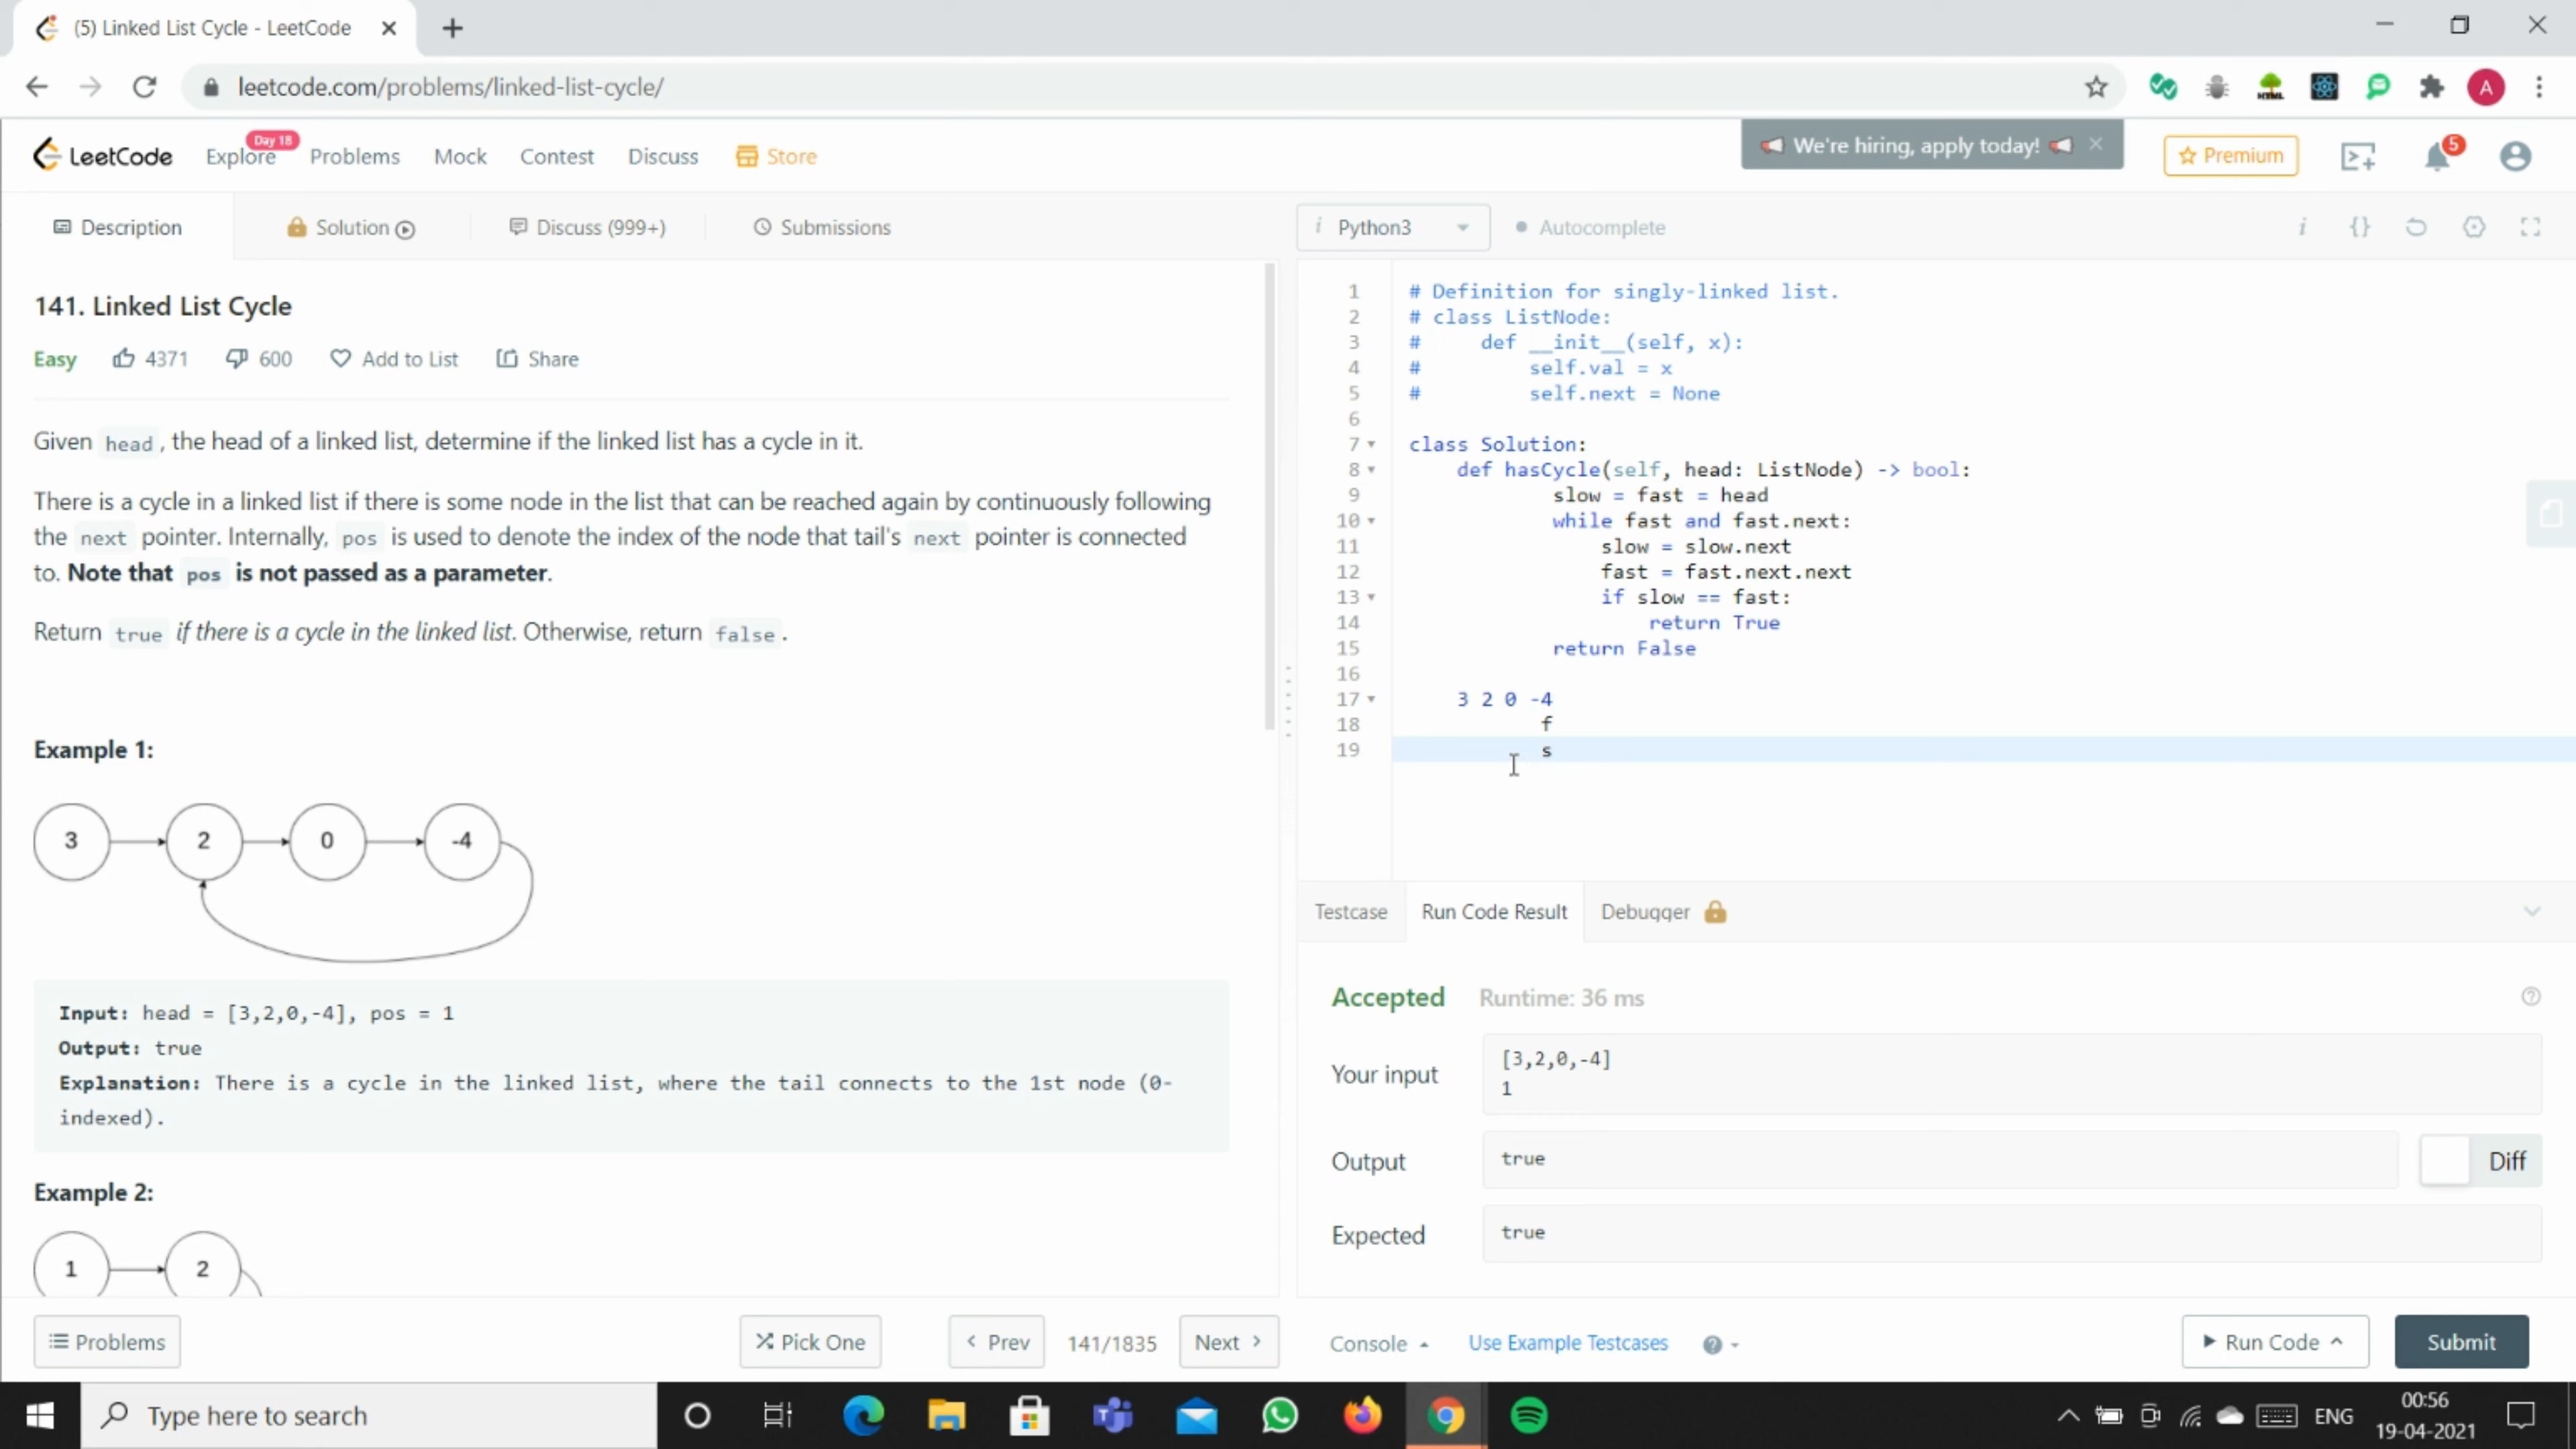 (5) Linked List Cycle - LeetCode
leetcode.com/problems/linked-list-cycle/
HTML
A
LeetCode
Explore
Day 18
Problems
Mock
Contest
Discuss
Store
We're hiring, apply today!
Premium
5
Description
Solution
Discuss (999+)
Submissions
i Python3
Autocomplete
i {}
141. Linked List Cycle
Easy 4371 600 Add to List Share
Given head, the head of a linked list, determine if the linked list has a cycle in it.
There is a cycle in a linked list if there is some node in the list that can be reached again by continuously following
the next pointer. Internally, pos is used to denote the index of the node that tail's next pointer is connected
to. Note that pos is not passed as a parameter.
Return true if there is a cycle in the linked list. Otherwise, return false.
Example 1:
3 2 0 -4
Input: head = [3,2,0,-4], pos = 1
Output: true
Explanation: There is a cycle in the linked list, where the tail connects to the 1st node (0-
indexed).
Example 2:
1 2
1 # Definition for singly-linked list.
2 # class ListNode:
3 #     def __init__(self, x):
4 #         self.val = x
5 #         self.next = None
6
7 class Solution:
8     def hasCycle(self, head: ListNode) -> bool:
9             slow = fast = head
10             while fast and fast.next:
11                 slow = slow.next
12                 fast = fast.next.next
13                 if slow == fast:
14                     return True
15             return False
16
17     3 2 0 -4
18            f
19            s
Testcase
Run Code Result
Debugger
Accepted
Runtime: 36 ms
Your input
[3,2,0,-4]
1
Output
true
Diff
Expected
true
Problems
Pick One
Prev
141/1835
Next
Console
Use Example Testcases
Run Code
Submit
Type here to search
ENG
00:56
19-04-2021